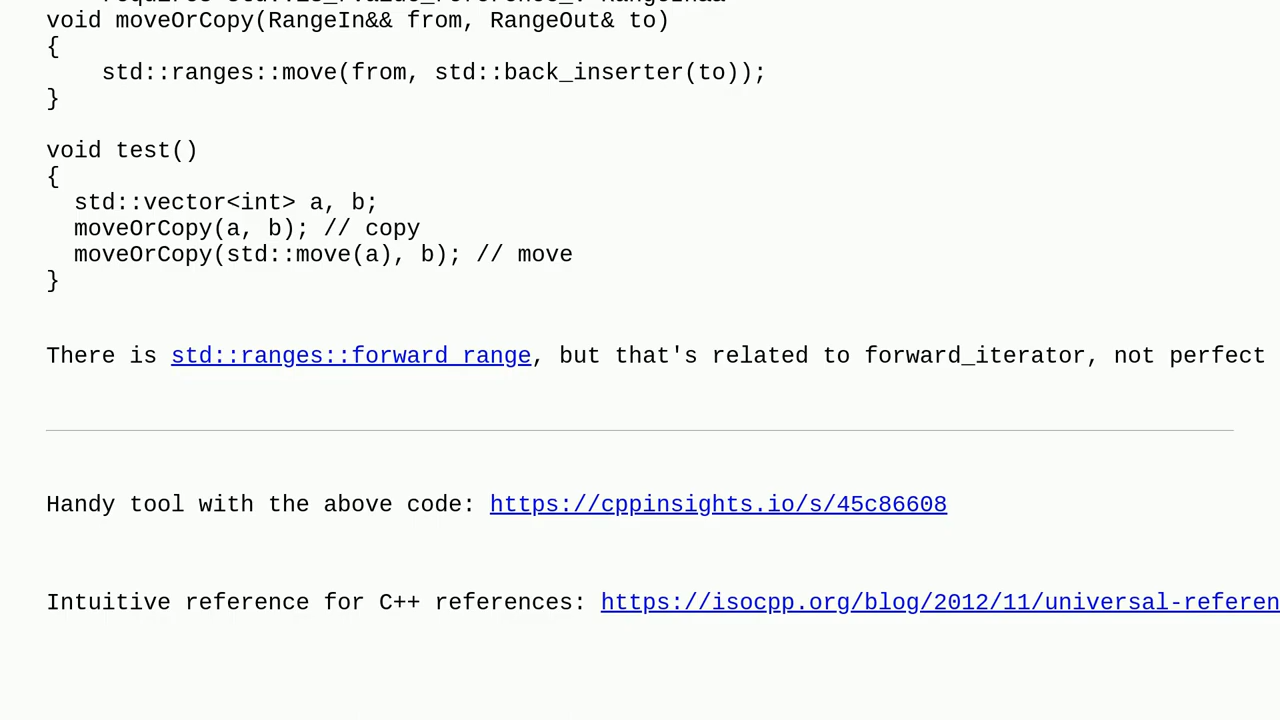 void moveOrCopy(RangeIn&& from, RangeOut& to)
{
    std::ranges::move(from, std::back_inserter(to));
}
void test()
{
  std::vector<int> a, b;
  moveOrCopy(a, b); // copy
  moveOrCopy(std::move(a), b); // move
}
There is std::ranges::forward_range, but that's related to forward_iterator, not perfect
Handy tool with the above code: https://cppinsights.io/s/45c86608
Intuitive reference for C++ references: https://isocpp.org/blog/2012/11/universal-referen